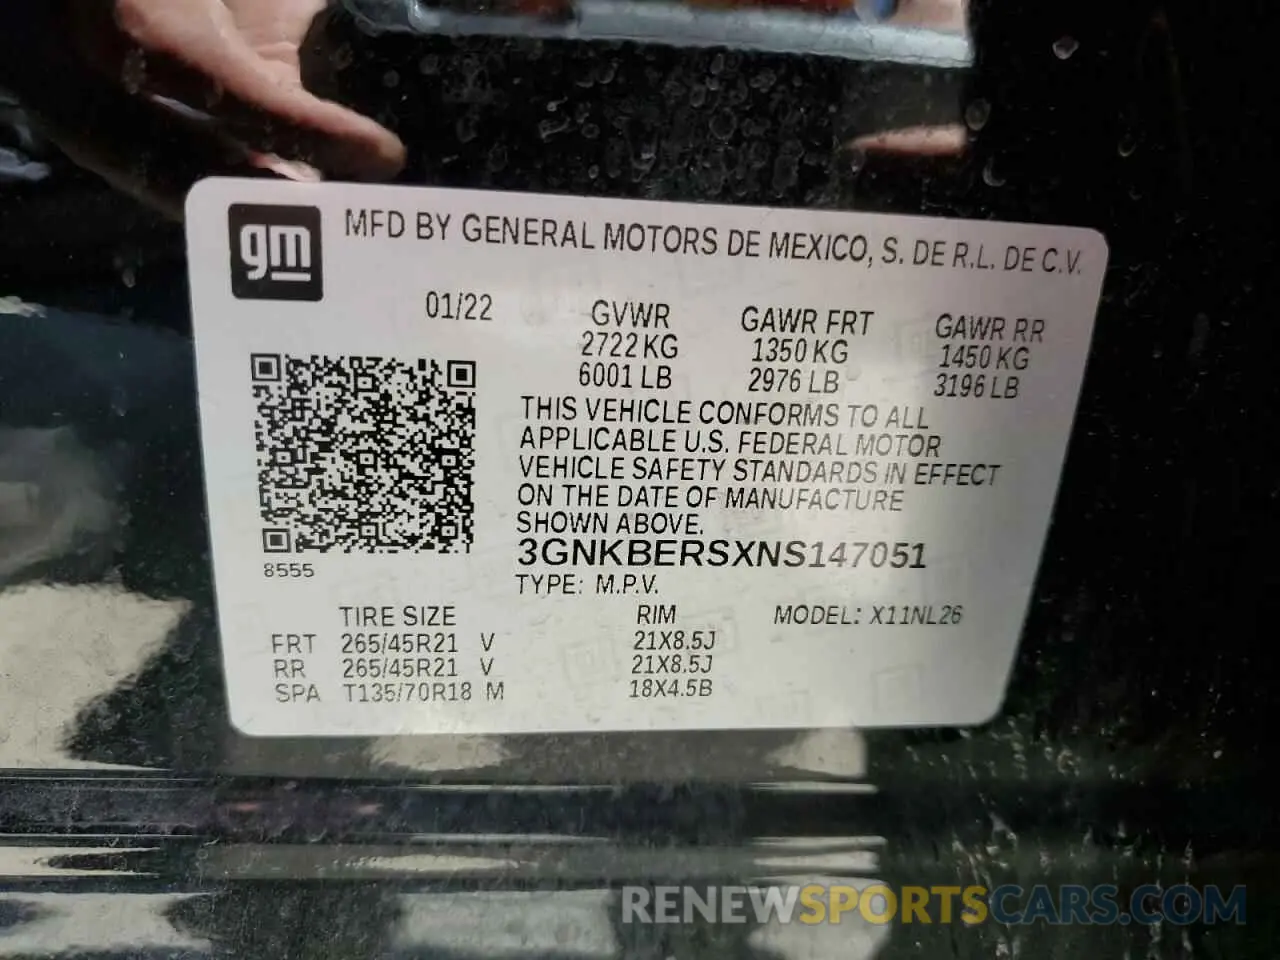 gm MFD BY GENERAL MOTORS DE MEXICO, S. DE R.L. DE C.V.
01/22 GVWR GAWR FRT GAWR RR
2722 KG 1350 KG 1450 KG
6001 LB 2976 LB 3196 LB
THIS VEHICLE CONFORMS TO ALL
APPLICABLE U.S. FEDERAL MOTOR
VEHICLE SAFETY STANDARDS IN EFFECT
ON THE DATE OF MANUFACTURE
SHOWN ABOVE.
3GNKBERSXNS147051
8555
TYPE: M.P.V.
TIRE SIZE RIM MODEL: X11NL26
FRT 265/45R21 V 21X8.5J
RR 265/45R21 V 21X8.5J
SPA T135/70R18 M 18X4.5B
RENEWSPORTSCARS.COM